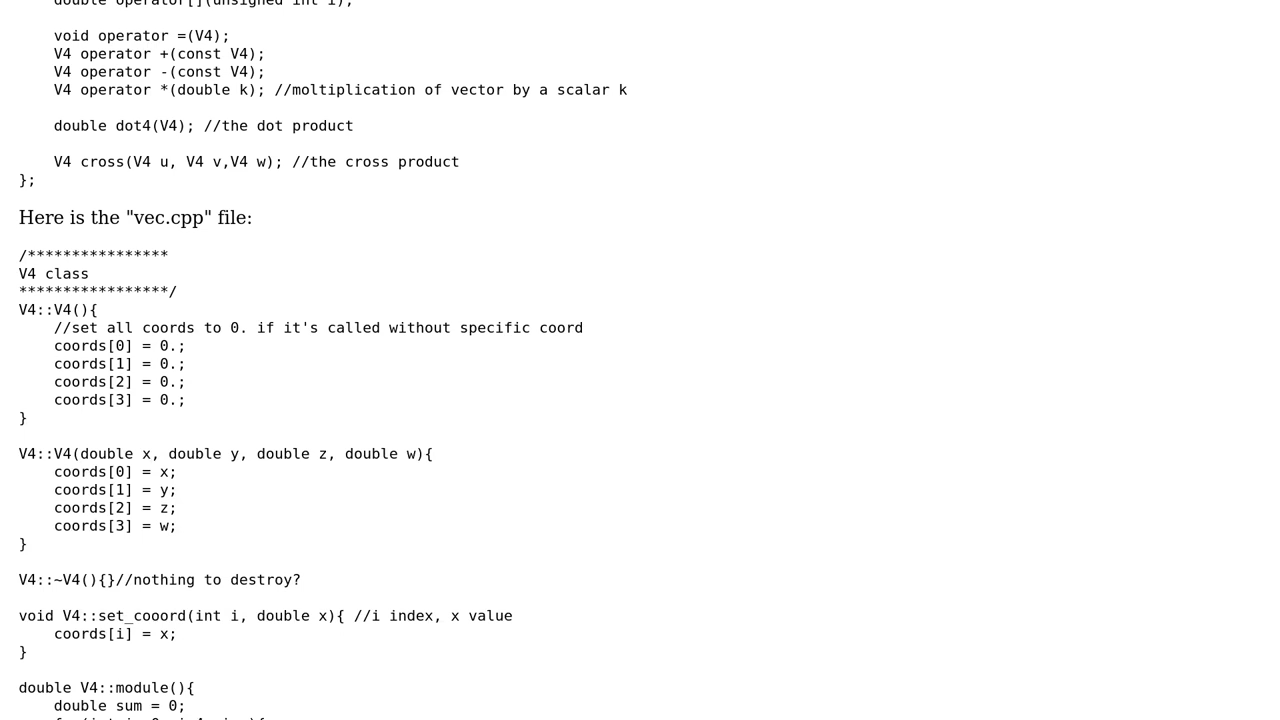 double operator[](unsigned int i);
void operator =(V4);
V4 operator +(const V4);
V4 operator -(const V4);
V4 operator *(double k); //moltiplication of vector by a scalar k
double dot4(V4); //the dot product
V4 cross(V4 u, V4 v,V4 w); //the cross product
};
Here is the "vec.cpp" file:
/****************
V4 class
*****************/
V4::V4(){
//set all coords to 0. if it's called without specific coord
coords[0] = 0.;
coords[1] = 0.;
coords[2] = 0.;
coords[3] = 0.;
}
V4::V4(double x, double y, double z, double w){
coords[0] = x;
coords[1] = y;
coords[2] = z;
coords[3] = w;
}
V4::~V4(){}//nothing to destroy?
void V4::set_cooord(int i, double x){ //i index, x value
coords[i] = x;
}
double V4::module(){
double sum = 0;